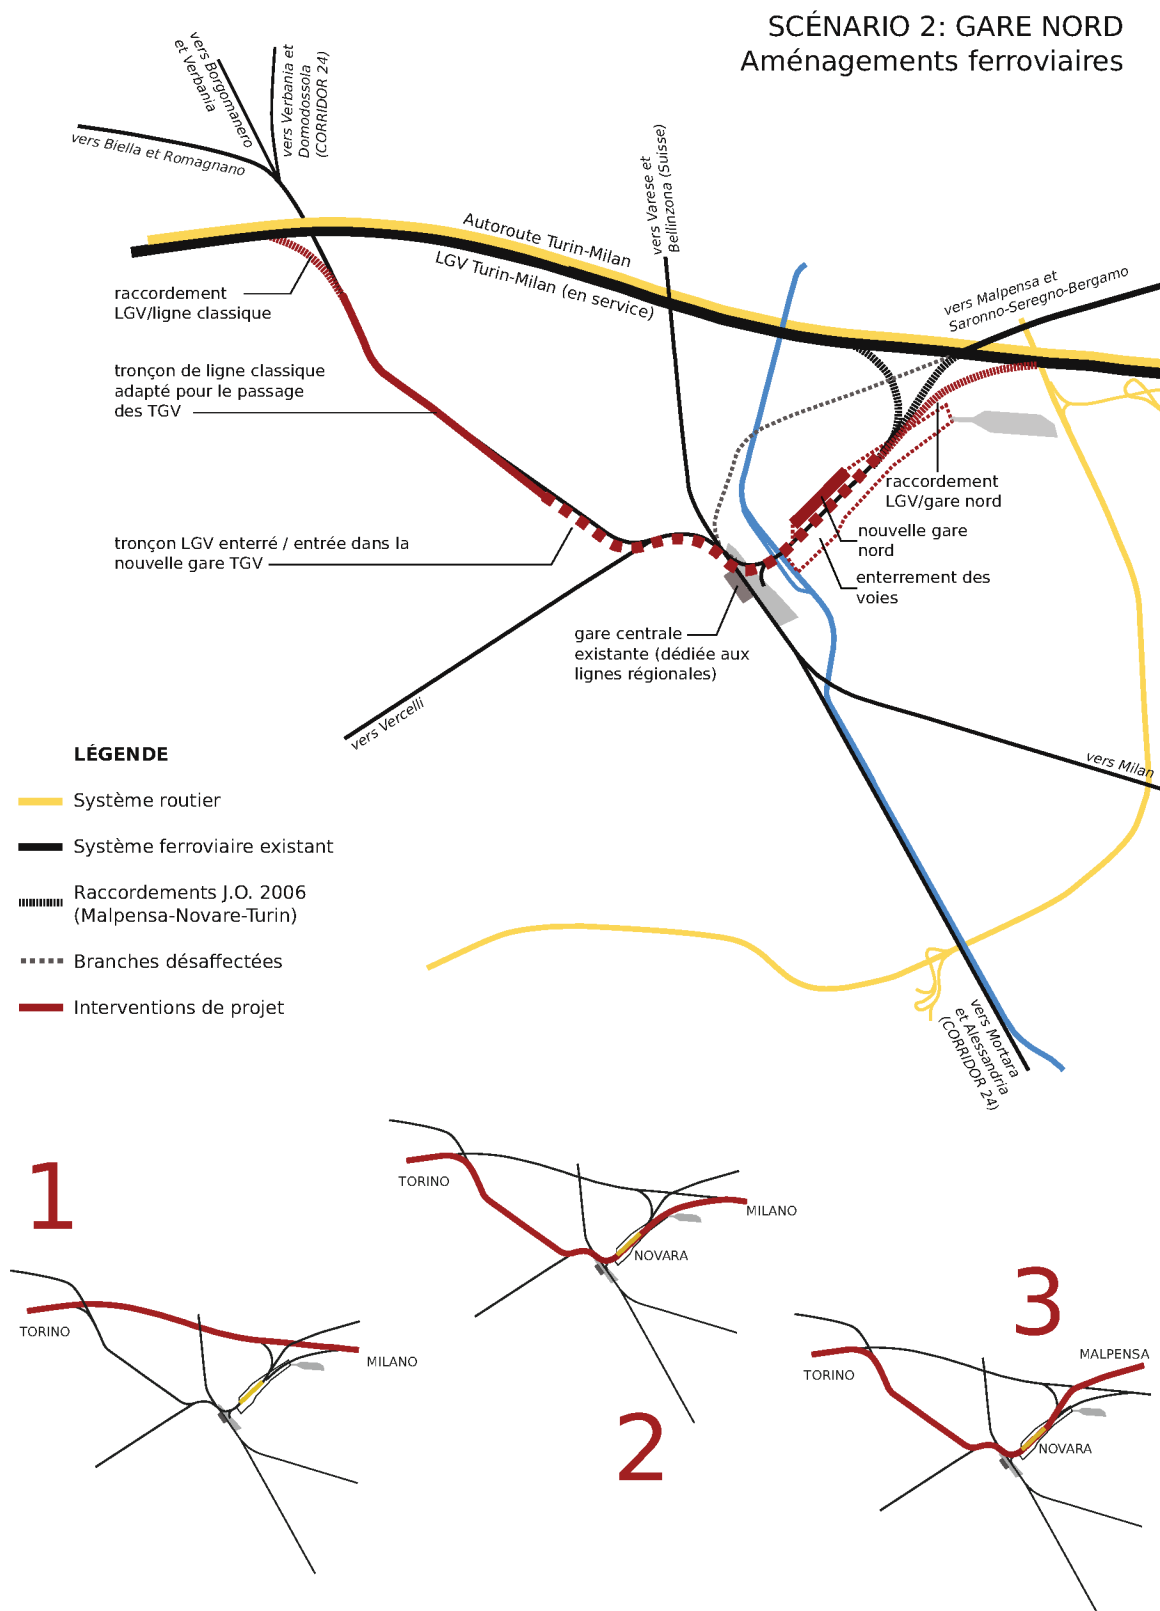 SCÉNARIO 2: GARE NORD
Aménagements ferroviaires
vers Borgomanero
et Verbania
vers Verbania et
Domodossola
(CORRIDOR 24)
vers Biella et Romagnano
vers Varese et
Bellinzona (Suisse)
Autoroute Turin-Milan
LGV Turin-Milan (en service)
vers Malpensa et
Saronno-Seregno-Bergamo
raccordement
LGV/ligne classique
tronçon de ligne classique
adapté pour le passage
des TGV
raccordement
LGV/gare nord
nouvelle gare
nord
tronçon LGV enterré / entrée dans la
nouvelle gare TGV
enterrement des
voies
gare centrale
existante (dédiée aux
lignes régionales)
vers Vercelli
vers Milan
LÉGENDE
Système routier
Système ferroviaire existant
Raccordements J.O. 2006
(Malpensa-Novare-Turin)
Branches désaffectées
Interventions de projet
vers Mortara
et Alessandria
(CORRIDOR 24)
1
TORINO
MILANO
TORINO
MILANO
NOVARA
2
3
MALPENSA
TORINO
NOVARA